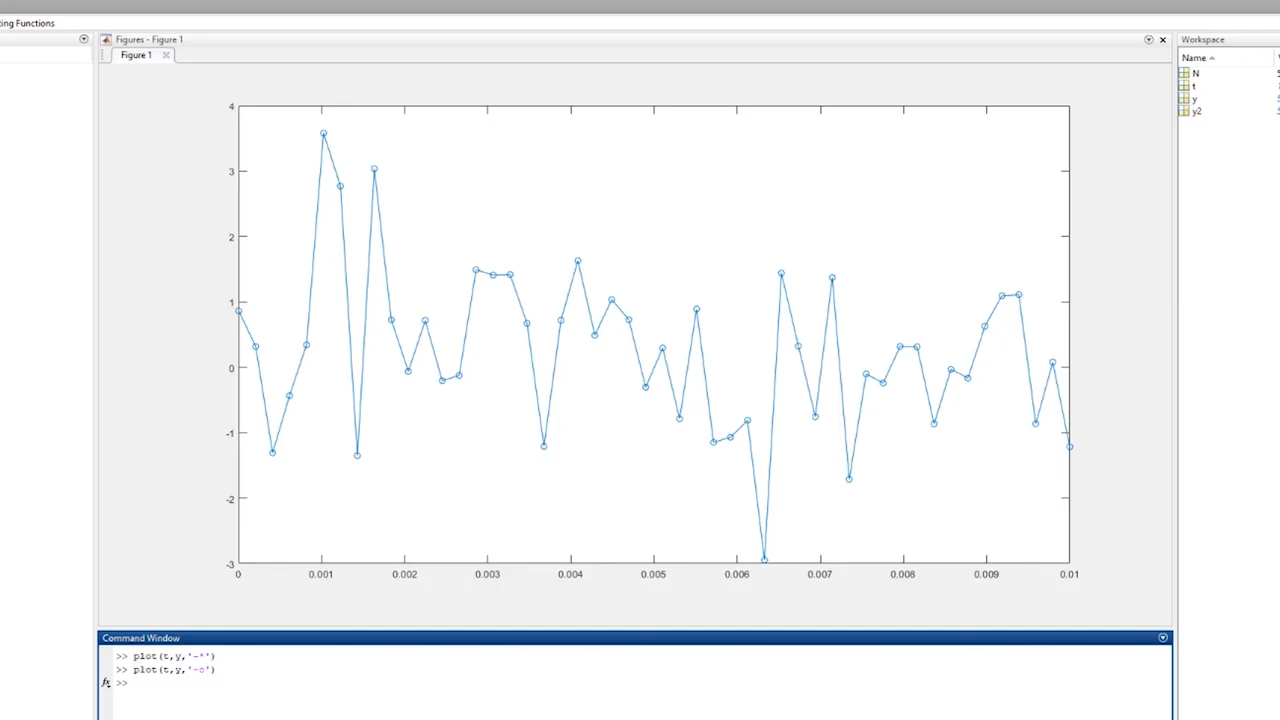 ting Functions
Figures - Figure 1
Workspace
Figure 1
Name
N
t
y
y2
4
3
2
1
0
-1
-2
-3
0 0.001 0.002 0.003 0.004 0.005 0.006 0.007 0.008 0.009 0.01
Command Window
>> plot(t,y,'-*')
>> plot(t,y,'-o')
fx >>